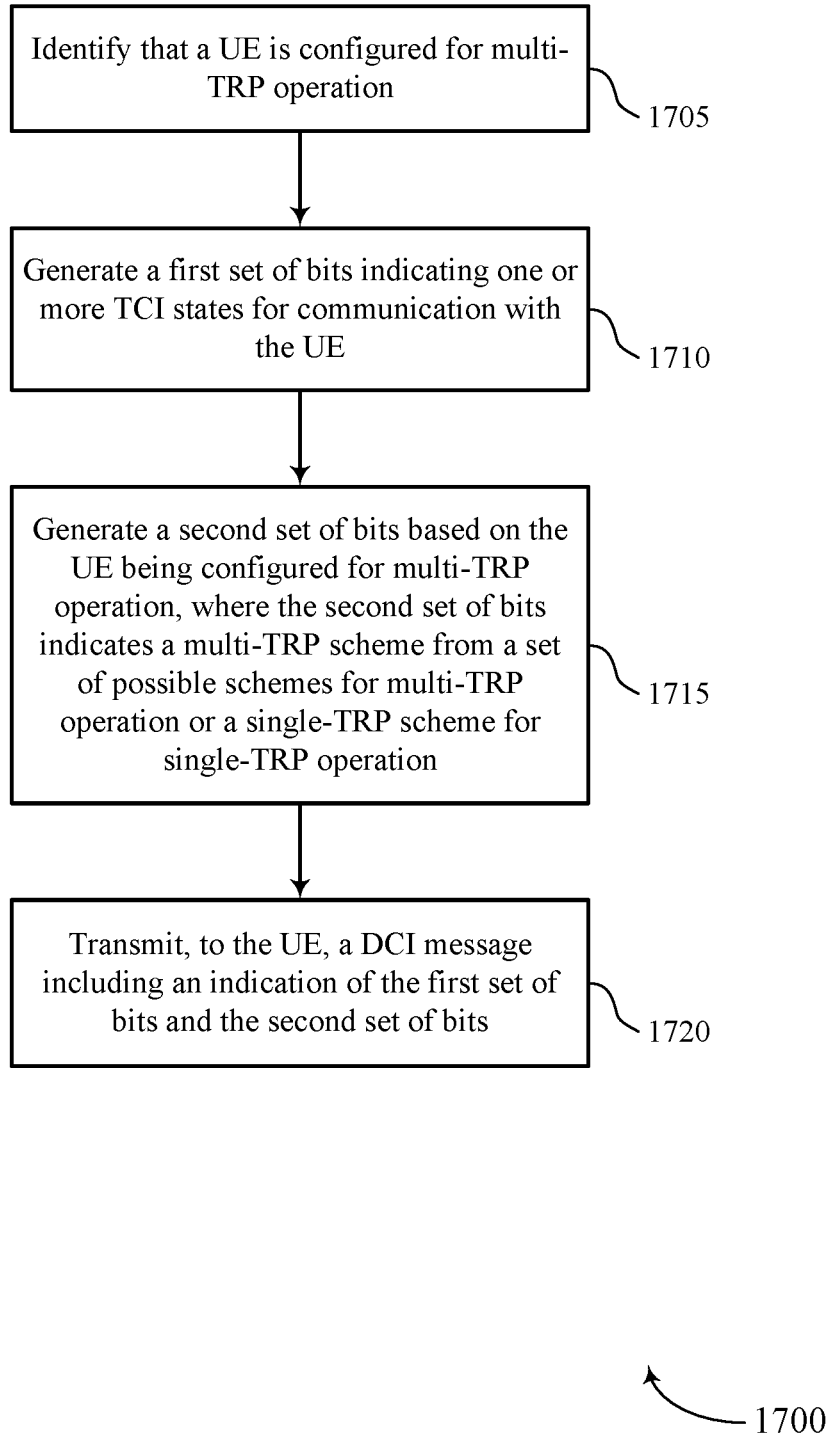 Identify that a UE is configured for multi-
TRP operation
1705
Generate a first set of bits indicating one or
more TCI states for communication with
the UE
1710
Generate a second set of bits based on the
UE being configured for multi-TRP
operation, where the second set of bits
indicates a multi-TRP scheme from a set
of possible schemes for multi-TRP
operation or a single-TRP scheme for
single-TRP operation
1715
Transmit, to the UE, a DCI message
including an indication of the first set of
bits and the second set of bits
1720
1700